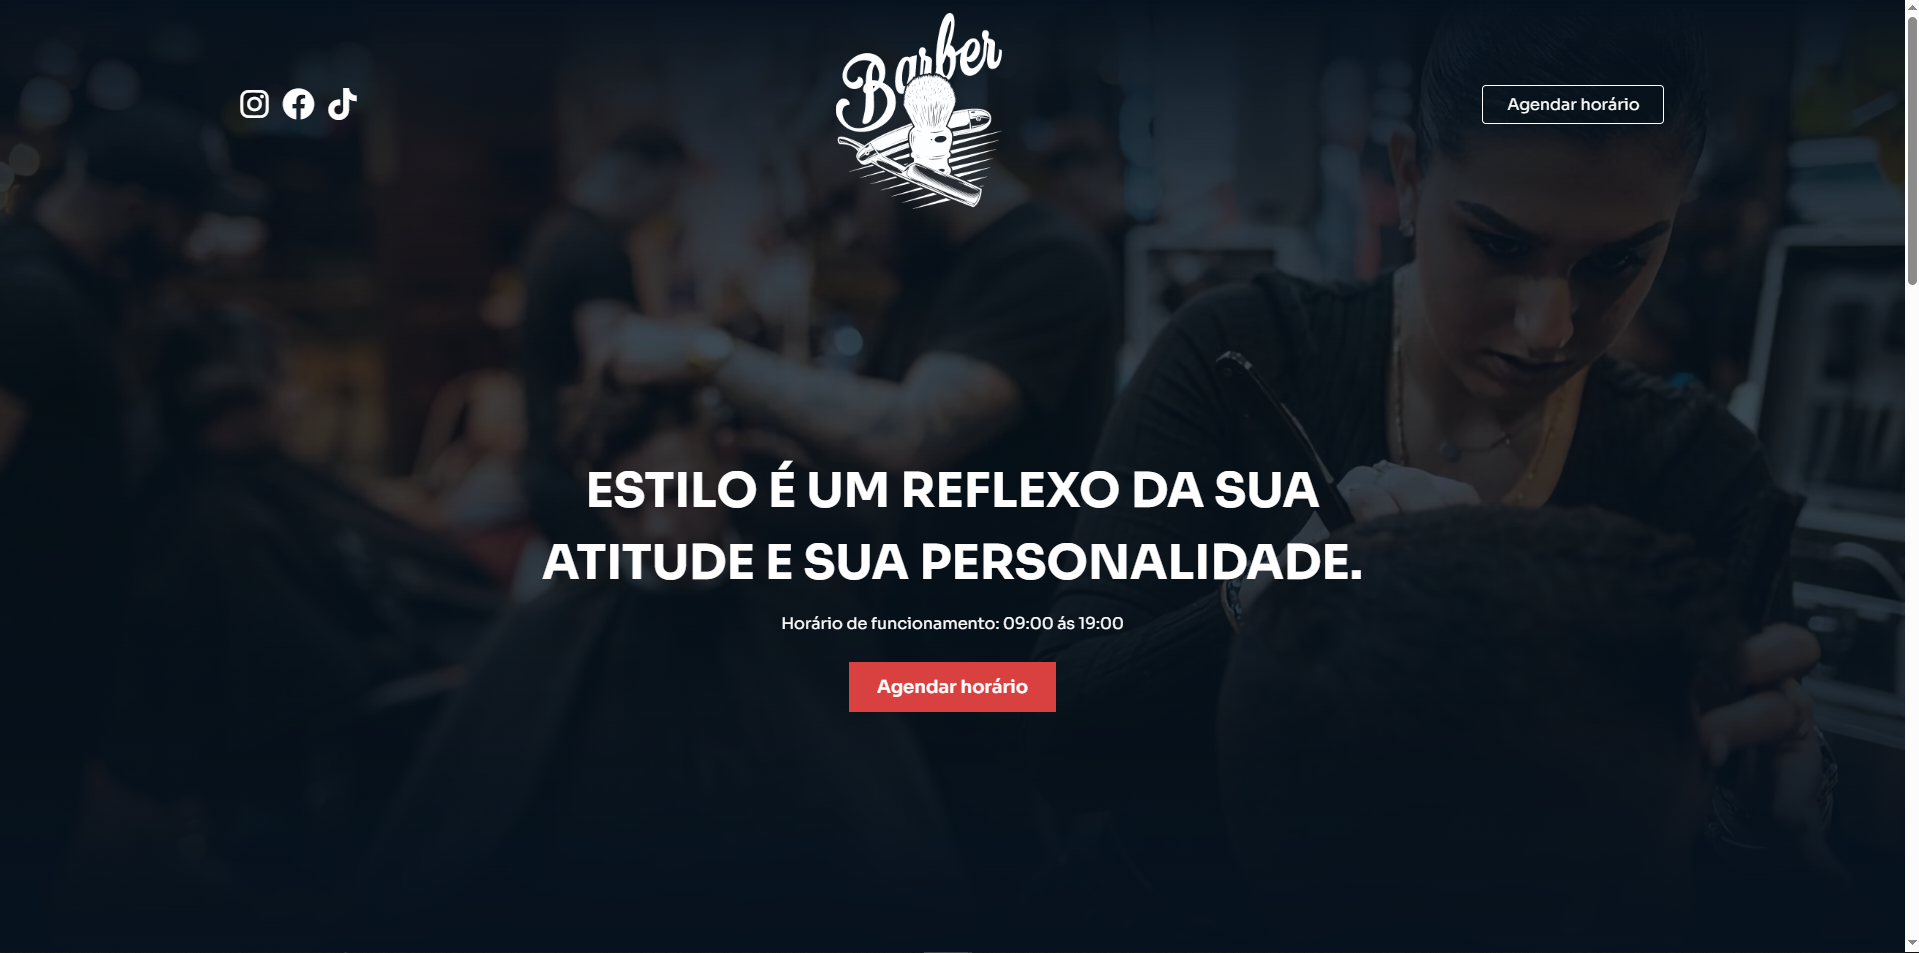 Barber
Agendar horário
ESTILO É UM REFLEXO DA SUA
ATITUDE E SUA PERSONALIDADE.
Horário de funcionamento: 09:00 ás 19:00
Agendar horário